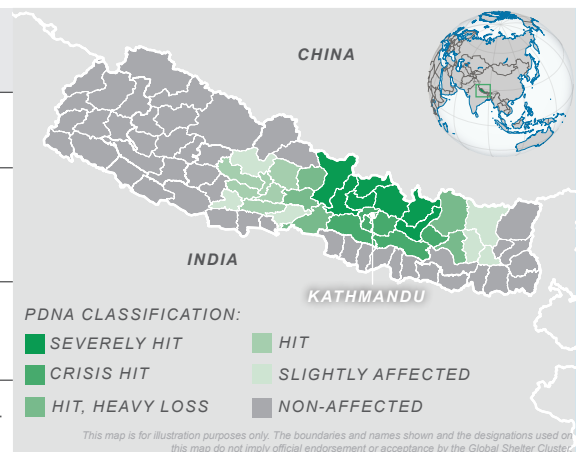 CHINA
INDIA
KATHMANDU
PDNA CLASSIFICATION:
SEVERELY HIT
HIT
CRISIS HIT
SLIGHTLY AFFECTED
HIT, HEAVY LOSS
NON-AFFECTED
This map is for illustration purposes only. The boundaries and names shown and the designations used on
this map do not imply official endorsement or acceptance by the Global Shelter Cluster.